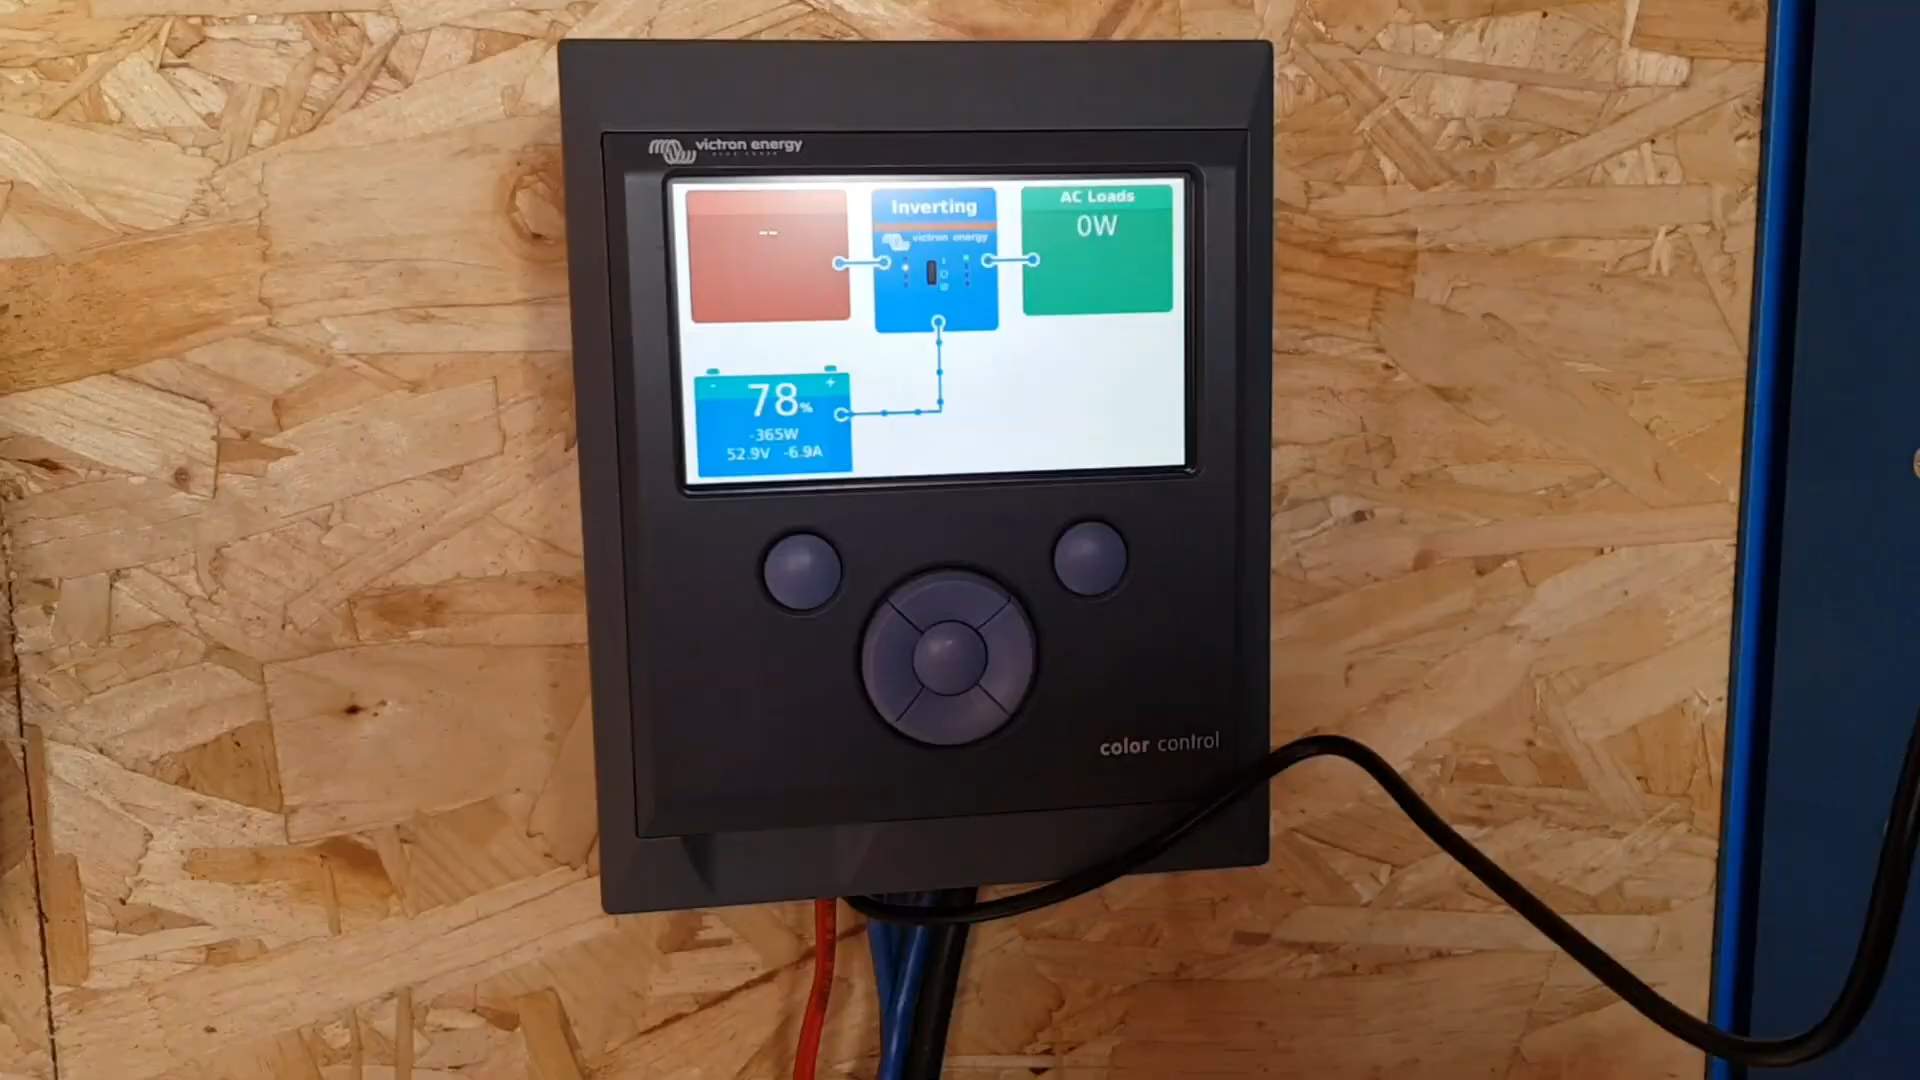 victron energy
--
Inverting
victron energy
AC Loads
0W
- +
78%
-365W
52.9V -6.9A
color control